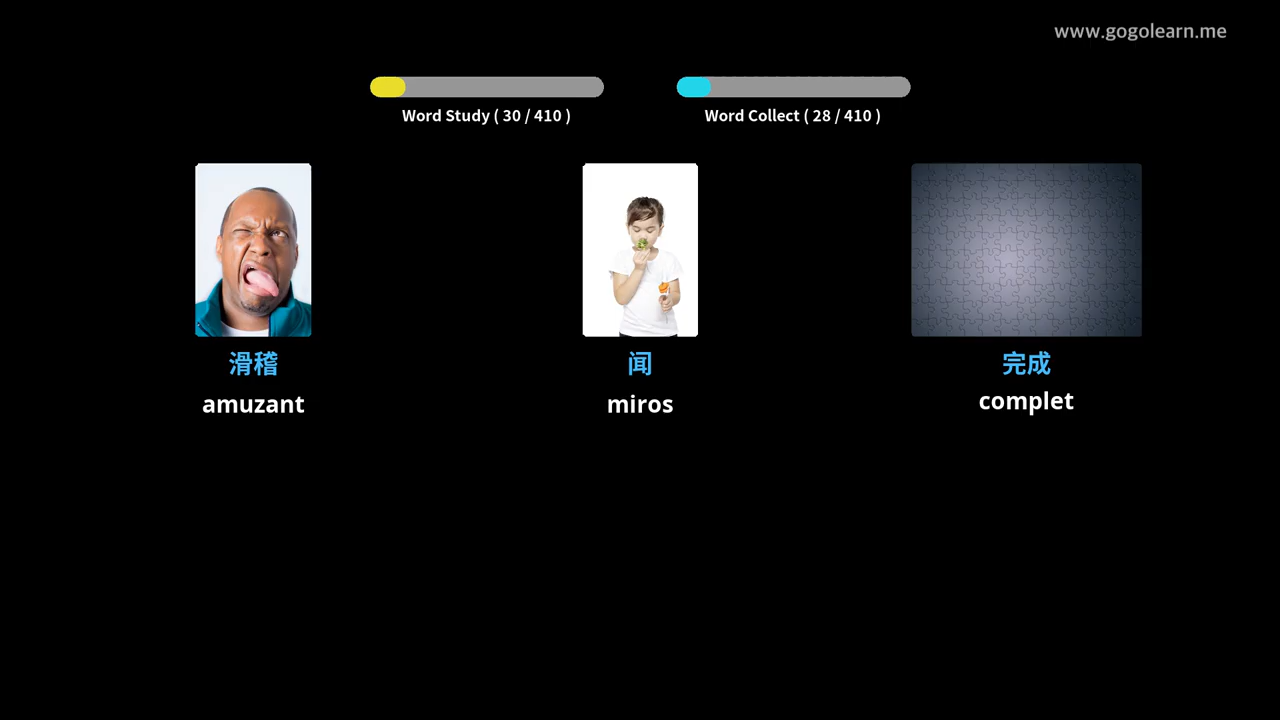 www.gogolearn.me
Word Study ( 30 / 410 )
Word Collect ( 28 / 410 )
滑稽
闻
完成
amuzant
miros
complet